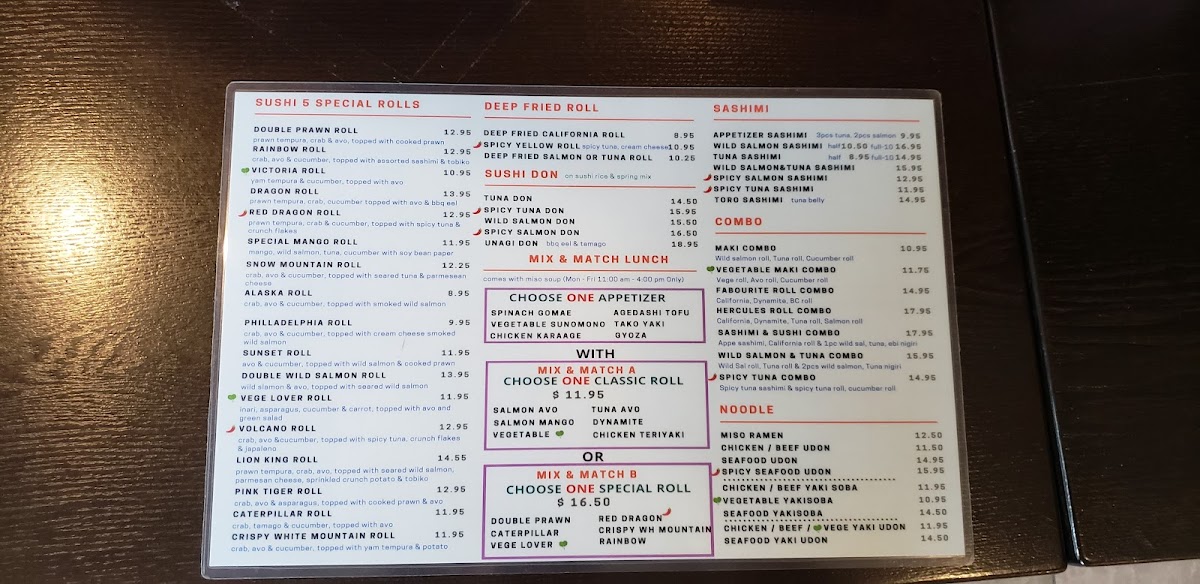 SUSHI 5 SPECIAL ROLLS
DOUBLE PRAWN ROLL 12.95
prawn tempura, crab & avo, topped with cooked prawn
RAINBOW ROLL 12.95
crab, avo & cucumber, topped with assorted sashimi & tobiko
VICTORIA ROLL 10.95
yam tempura & cucumber, topped with avo
DRAGON ROLL 13.95
prawn tempura, crab, cucumber topped with avo & bbq eel
RED DRAGON ROLL 12.95
prawn tempura, crab & cucumber, topped with spicy tuna &
crunch flakes
SPECIAL MANGO ROLL 11.95
mango, wild salmon, tuna, cucumber with soy bean paper
SNOW MOUNTAIN ROLL 12.25
crab, avo & cucumber, topped with seared tuna & parmesean
cheese
ALASKA ROLL 8.95
crab, avo & cucumber, topped with smoked wild salmon
PHILLADELPHIA ROLL 9.95
crab, avo & cucumber, topped with cream cheese smoked
wild salmon
SUNSET ROLL 11.95
avo & cucumber, topped with wild salmon & cooked prawn
DOUBLE WILD SALMON ROLL 13.95
wild slamon & avo, topped with seared wild salmon
VEGE LOVER ROLL 11.95
inari, asparagus, cucumber & carrot, topped with avo and
green salad
VOLCANO ROLL 12.95
crab, avo &cucumber, topped with spicy tuna, crunch flakes
& japaleno
LION KING ROLL 14.55
prawn tempura, crab, avo, topped with seared wild salmon,
parmesan cheese, sprinkled crunch potato & tobiko
PINK TIGER ROLL 12.95
crab, avo & asparagus, topped with cooked prawn & avo
CATERPILLAR ROLL 11.95
crab, tamago & cucumber, topped with avo
CRISPY WHITE MOUNTAIN ROLL 11.95
crab, avo & cucumber, topped with yam tempura & potato
DEEP FRIED ROLL
DEEP FRIED CALIFORNIA ROLL 8.95
SPICY YELLOW ROLL spicy tuna, cream cheese 10.95
DEEP FRIED SALMON OR TUNA ROLL 10.25
SUSHI DON on sushi rice & spring mix
TUNA DON 14.50
SPICY TUNA DON 15.95
WILD SALMON DON 15.50
SPICY SALMON DON 16.50
UNAGI DON bbq eel & tamago 18.95
MIX & MATCH LUNCH
comes with miso soup (Mon - Fri 11:00 am - 4:00 pm Only)
CHOOSE ONE APPETIZER
SPINACH GOMAE AGEDASHI TOFU
VEGETABLE SUNOMONO TAKO YAKI
CHICKEN KARAAGE GYOZA
WITH
MIX & MATCH A
CHOOSE ONE CLASSIC ROLL
$ 11.95
SALMON AVO TUNA AVO
SALMON MANGO DYNAMITE
VEGETABLE CHICKEN TERIYAKI
OR
MIX & MATCH B
CHOOSE ONE SPECIAL ROLL
$ 16.50
DOUBLE PRAWN RED DRAGON
CATERPILLAR CRISPY WH MOUNTAIN
VEGE LOVER RAINBOW
SASHIMI
APPETIZER SASHIMI 2pcs tuna, 2pcs salmon 9.95
WILD SALMON SASHIMI half 10.50 full-10 16.95
TUNA SASHIMI half 8.95 full-10 14.95
WILD SALMON&TUNA SASHIMI 15.95
SPICY SALMON SASHIMI 12.95
SPICY TUNA SASHIMI 11.95
TORO SASHIMI tuna belly 14.95
COMBO
MAKI COMBO 10.95
Wild salmon roll, Tuna roll, Cucumber roll
VEGETABLE MAKI COMBO 11.75
Vege roll, Avo roll, Cucumber roll
FABOURITE ROLL COMBO 14.95
California, Dynamite, BC roll
HERCULES ROLL COMBO 17.95
California, Dynamite, Tuna roll, Salmon roll
SASHIMI & SUSHI COMBO 17.95
Appe sashimi, California roll & 1pc wild sal, tuna, ebi nigiri
WILD SALMON & TUNA COMBO 15.95
Wild Sal roll, Tuna roll & 2pcs wild salmon, Tuna nigiri
SPICY TUNA COMBO 14.95
Spicy tuna sashimi & spicy tuna roll, cucumber roll
NOODLE
MISO RAMEN 12.50
CHICKEN / BEEF UDON 11.50
SEAFOOD UDON 14.95
SPICY SEAFOOD UDON 15.95
CHICKEN / BEEF YAKI SOBA 11.95
VEGETABLE YAKISOBA 10.95
SEAFOOD YAKISOBA 14.50
CHICKEN / BEEF / VEGE YAKI UDON 11.95
SEAFOOD YAKI UDON 14.50